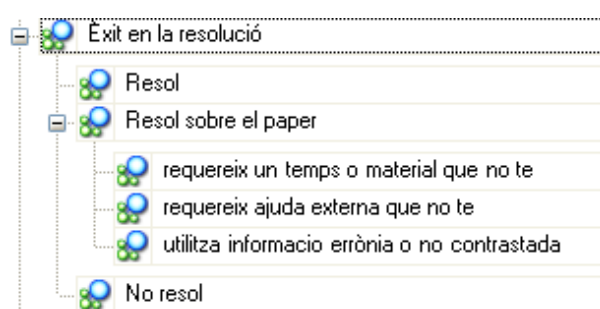 Èxit en la resolució
Resol
Resol sobre el paper
requereix un temps o material que no te
requereix ajuda externa que no te
utilitza informacio errònia o no contrastada
No resol